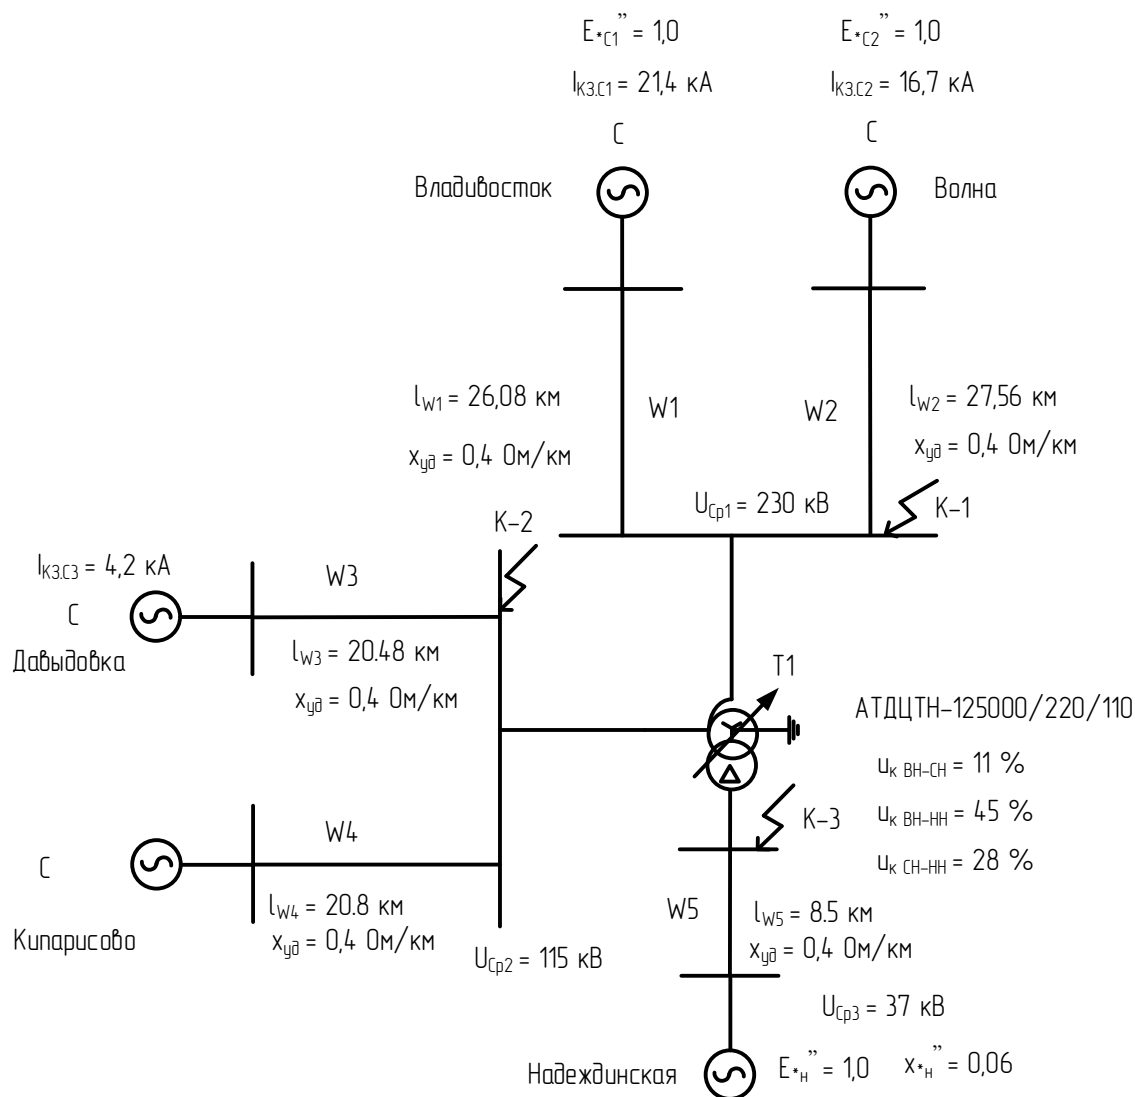 E*C1” = 1,0
E*C2” = 1,0
IКЗ.С1 = 21,4 кА
IКЗ.С2 = 16,7 кА
С
С
Владивосток
Волна
lW1 = 26,08 км
xуд = 0,4 Ом/км
W1
W2
lW2 = 27,56 км
xуд = 0,4 Ом/км
UСр1 = 230 кВ
К-1
К-2
IКЗ.С3 = 4,2 кА
С
Давыдовка
W3
lW3 = 20.48 км
xуд = 0,4 Ом/км
Т1
АТДЦТН-125000/220/110
uк ВН-СН = 11 %
uк ВН-НН = 45 %
uк СН-НН = 28 %
К-3
С
Кипарисово
W4
lW4 = 20.8 км
xуд = 0,4 Ом/км
UСр2 = 115 кВ
W5
lW5 = 8.5 км
xуд = 0,4 Ом/км
UСр3 = 37 кВ
Надеждинская
E*н” = 1,0
x*н” = 0,06